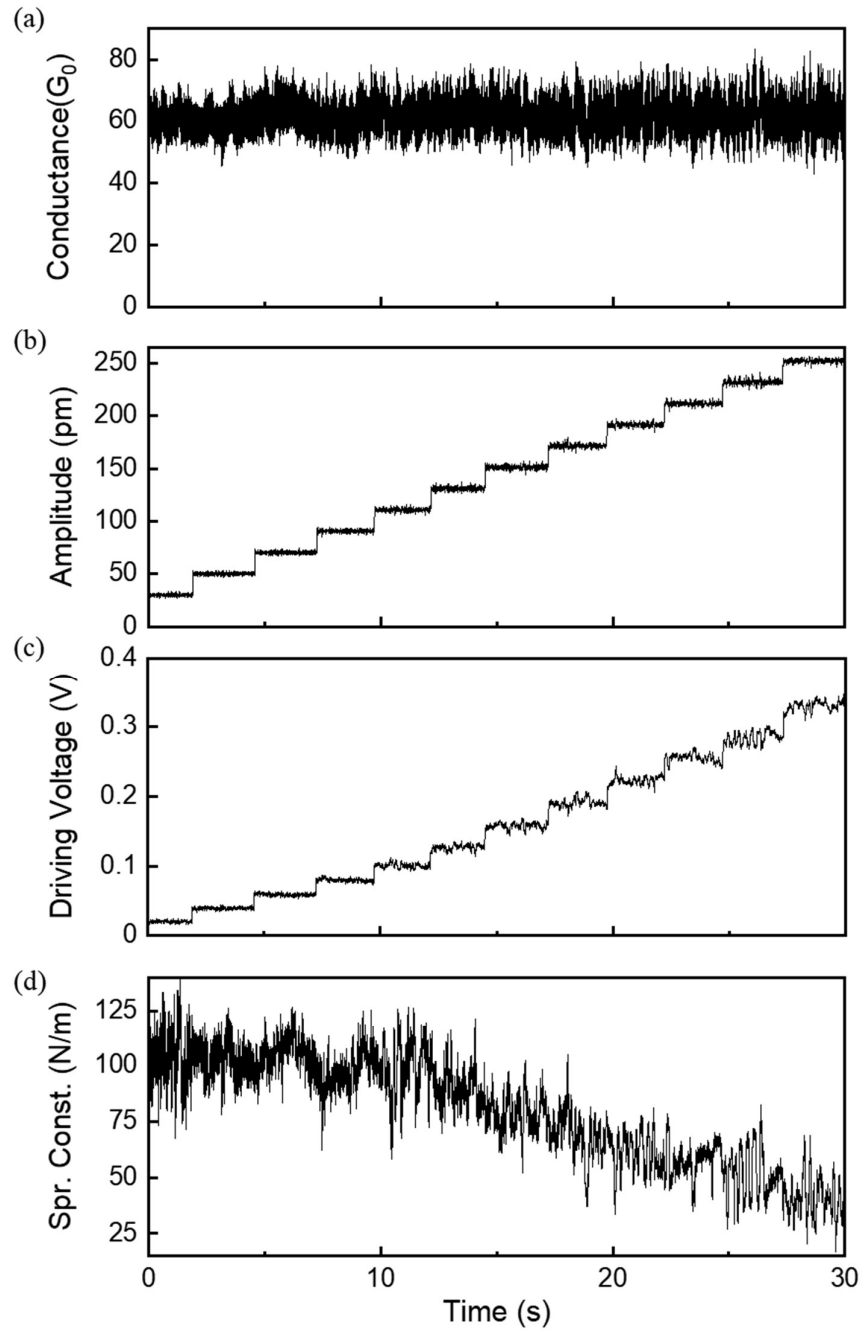 (a)
Conductance(G₀)
80
60
40
20
0
(b)
Amplitude (pm)
250
200
150
100
50
0
(c)
Driving Voltage (V)
0.4
0.3
0.2
0.1
0
(d)
Spr. Const. (N/m)
125
100
75
50
25
0 10 20 30
Time (s)